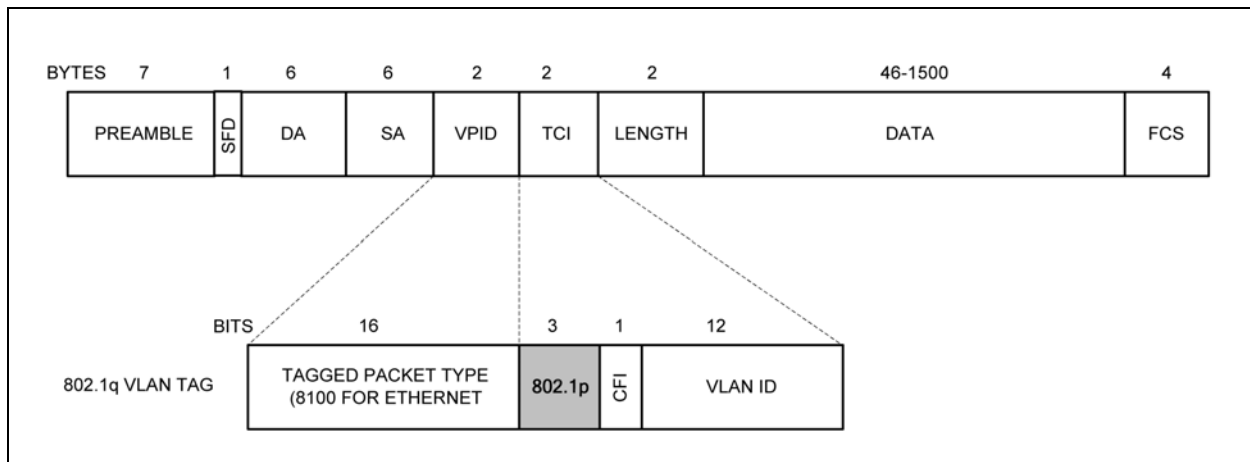 BYTES 7 1 6 6 2 2 2 46-1500 4
PREAMBLE SFD DA SA VPID TCI LENGTH DATA FCS
BITS 16 3 1 12
802.1q VLAN TAG
TAGGED PACKET TYPE
(8100 FOR ETHERNET
802.1p CFI VLAN ID